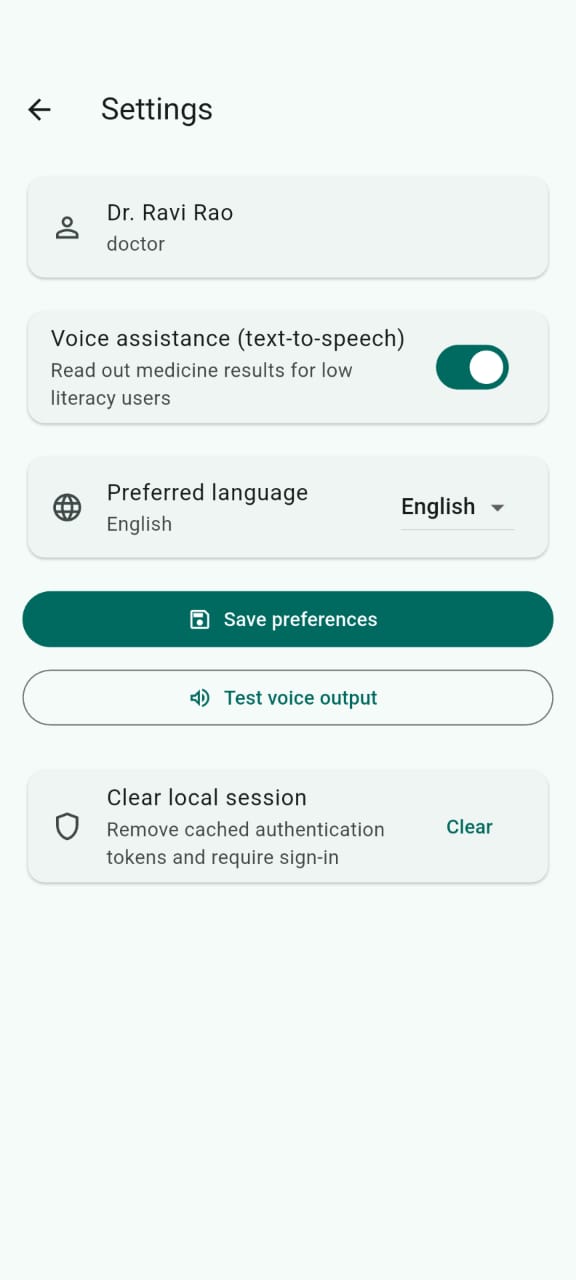 Settings
Dr. Ravi Rao
doctor
Voice assistance (text-to-speech)
Read out medicine results for low
literacy users
Preferred language
English
English
Save preferences
Test voice output
Clear local session
Remove cached authentication
tokens and require sign-in
Clear